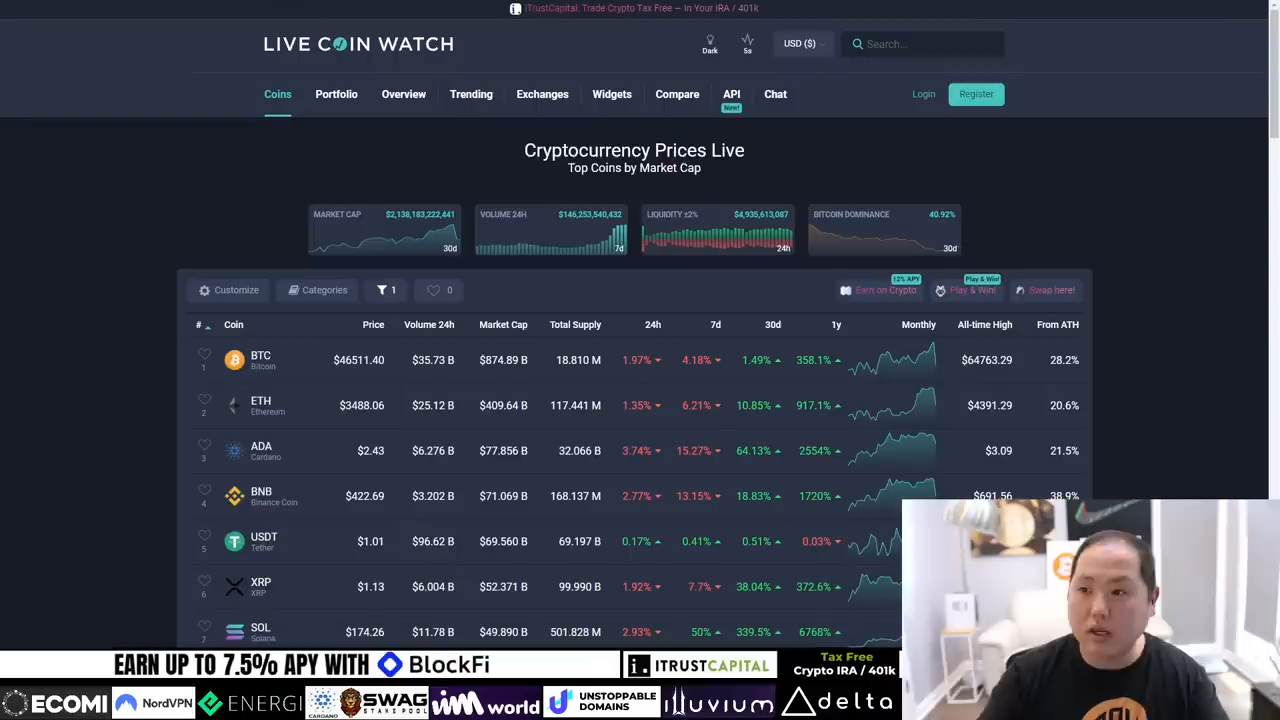 iTrustCapital: Trade Crypto Tax Free — In Your IRA / 401k
LIVE COIN WATCH
Dark
5s
USD ($)
Search...
Coins Portfolio Overview Trending Exchanges Widgets Compare API Chat
New!
Login Register
Cryptocurrency Prices Live
Top Coins by Market Cap
MARKET CAP $2,138,183,222,441
30d
VOLUME 24H $146,253,540,432
7d
LIQUIDITY ±2% $4,935,613,087
24h
BITCOIN DOMINANCE 40.92%
30d
Customize Categories 1 0
12% APY
Earn on Crypto
Play & Win!
Play & Win!
Swap here!
# Coin Price Volume 24h Market Cap Total Supply 24h 7d 30d 1y Monthly All-time High From ATH
1 BTC Bitcoin $46511.40 $35.73 B $874.89 B 18.810 M 1.97% 4.18% 1.49% 358.1% $64763.29 28.2%
2 ETH Ethereum $3488.06 $25.12 B $409.64 B 117.441 M 1.35% 6.21% 10.85% 917.1% $4391.29 20.6%
3 ADA Cardano $2.43 $6.276 B $77.856 B 32.066 B 3.74% 15.27% 64.13% 2554% $3.09 21.5%
4 BNB Binance Coin $422.69 $3.202 B $71.069 B 168.137 M 2.77% 13.15% 18.83% 1720% $691.56 38.9%
5 USDT Tether $1.01 $96.62 B $69.560 B 69.197 B 0.17% 0.41% 0.51% 0.03%
6 XRP XRP $1.13 $6.004 B $52.371 B 99.990 B 1.92% 7.7% 38.04% 372.6%
7 SOL Solana $174.26 $11.78 B $49.890 B 501.828 M 2.93% 50% 339.5% 6768%
EARN UP TO 7.5% APY WITH BlockFi
iTRUSTCAPITAL
Tax Free
Crypto IRA / 401k
ECOMI
NordVPN
ENERGI
CARDANO
SWAG
STAKE POOL
imm world
UNSTOPPABLE
DOMAINS
illuvium
delta